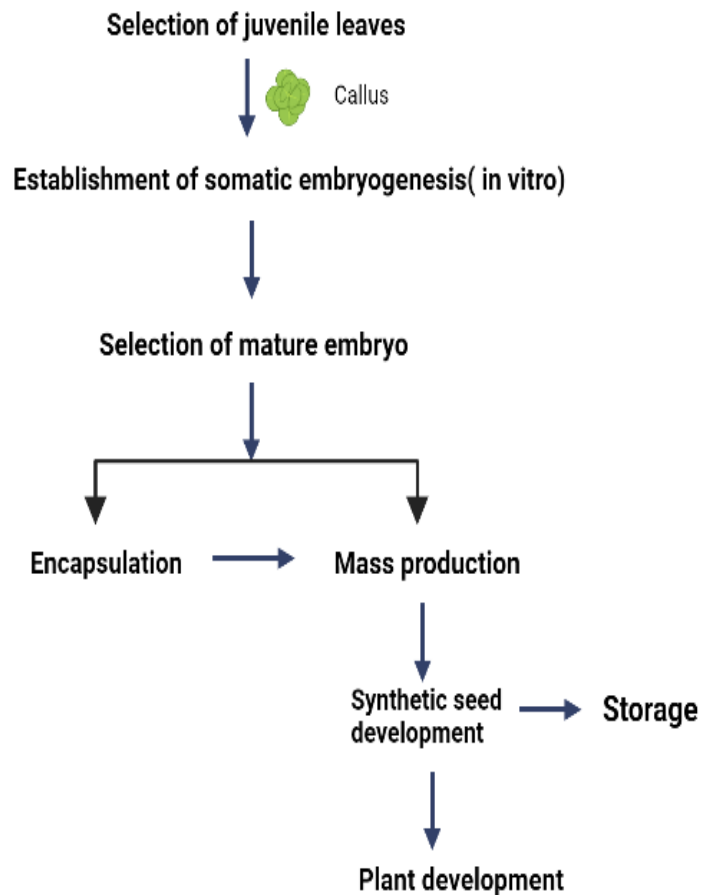 Selection of juvenile leaves
Callus
Establishment of somatic embryogenesis( in vitro)
Selection of mature embryo
Encapsulation
Mass production
Synthetic seed
development
Storage
Plant development